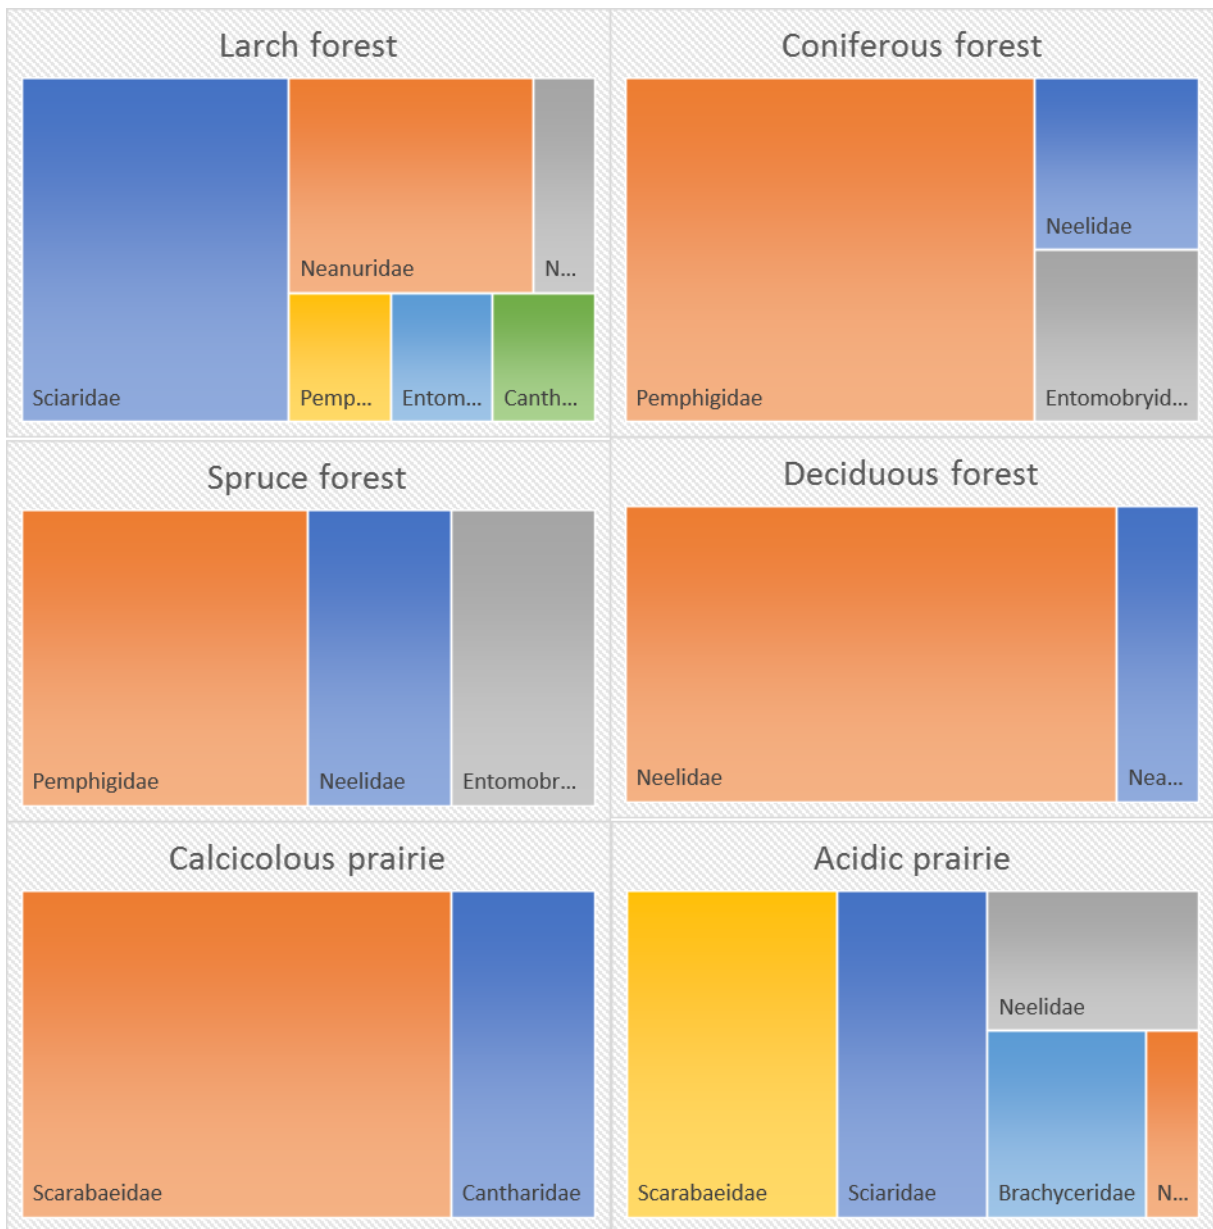 Larch forest
Sciaridae
Neanuridae
N...
Pemp...
Entom...
Canth...
Coniferous forest
Pemphigidae
Neelidae
Entomobryid...
Spruce forest
Pemphigidae
Neelidae
Entomobr...
Deciduous forest
Neelidae
Nea...
Calcicolous prairie
Scarabaeidae
Cantharidae
Acidic prairie
Scarabaeidae
Sciaridae
Neelidae
Brachyceridae
N...